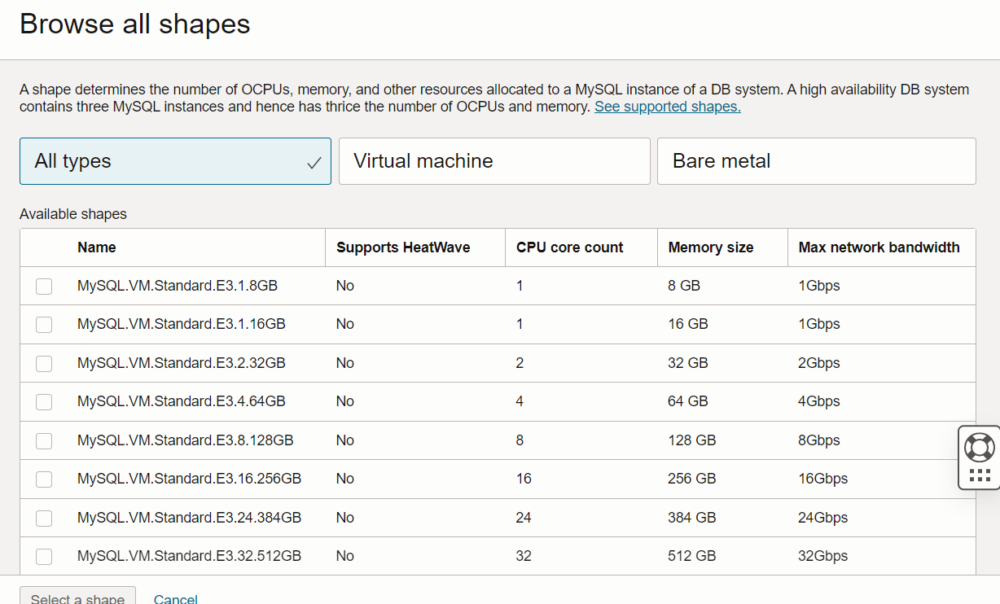 Browse all shapes
A shape determines the number of OCPUs, memory, and other resources allocated to a MySQL instance of a DB system. A high availability DB system
contains three MySQL instances and hence has thrice the number of OCPUs and memory. See supported shapes.
All types Virtual machine Bare metal
Available shapes
Name Supports HeatWave CPU core count Memory size Max network bandwidth
MySQL.VM.Standard.E3.1.8GB No 1 8 GB 1Gbps
MySQL.VM.Standard.E3.1.16GB No 1 16 GB 1Gbps
MySQL.VM.Standard.E3.2.32GB No 2 32 GB 2Gbps
MySQL.VM.Standard.E3.4.64GB No 4 64 GB 4Gbps
MySQL.VM.Standard.E3.8.128GB No 8 128 GB 8Gbps
MySQL.VM.Standard.E3.16.256GB No 16 256 GB 16Gbps
MySQL.VM.Standard.E3.24.384GB No 24 384 GB 24Gbps
MySQL.VM.Standard.E3.32.512GB No 32 512 GB 32Gbps
Select a shape Cancel